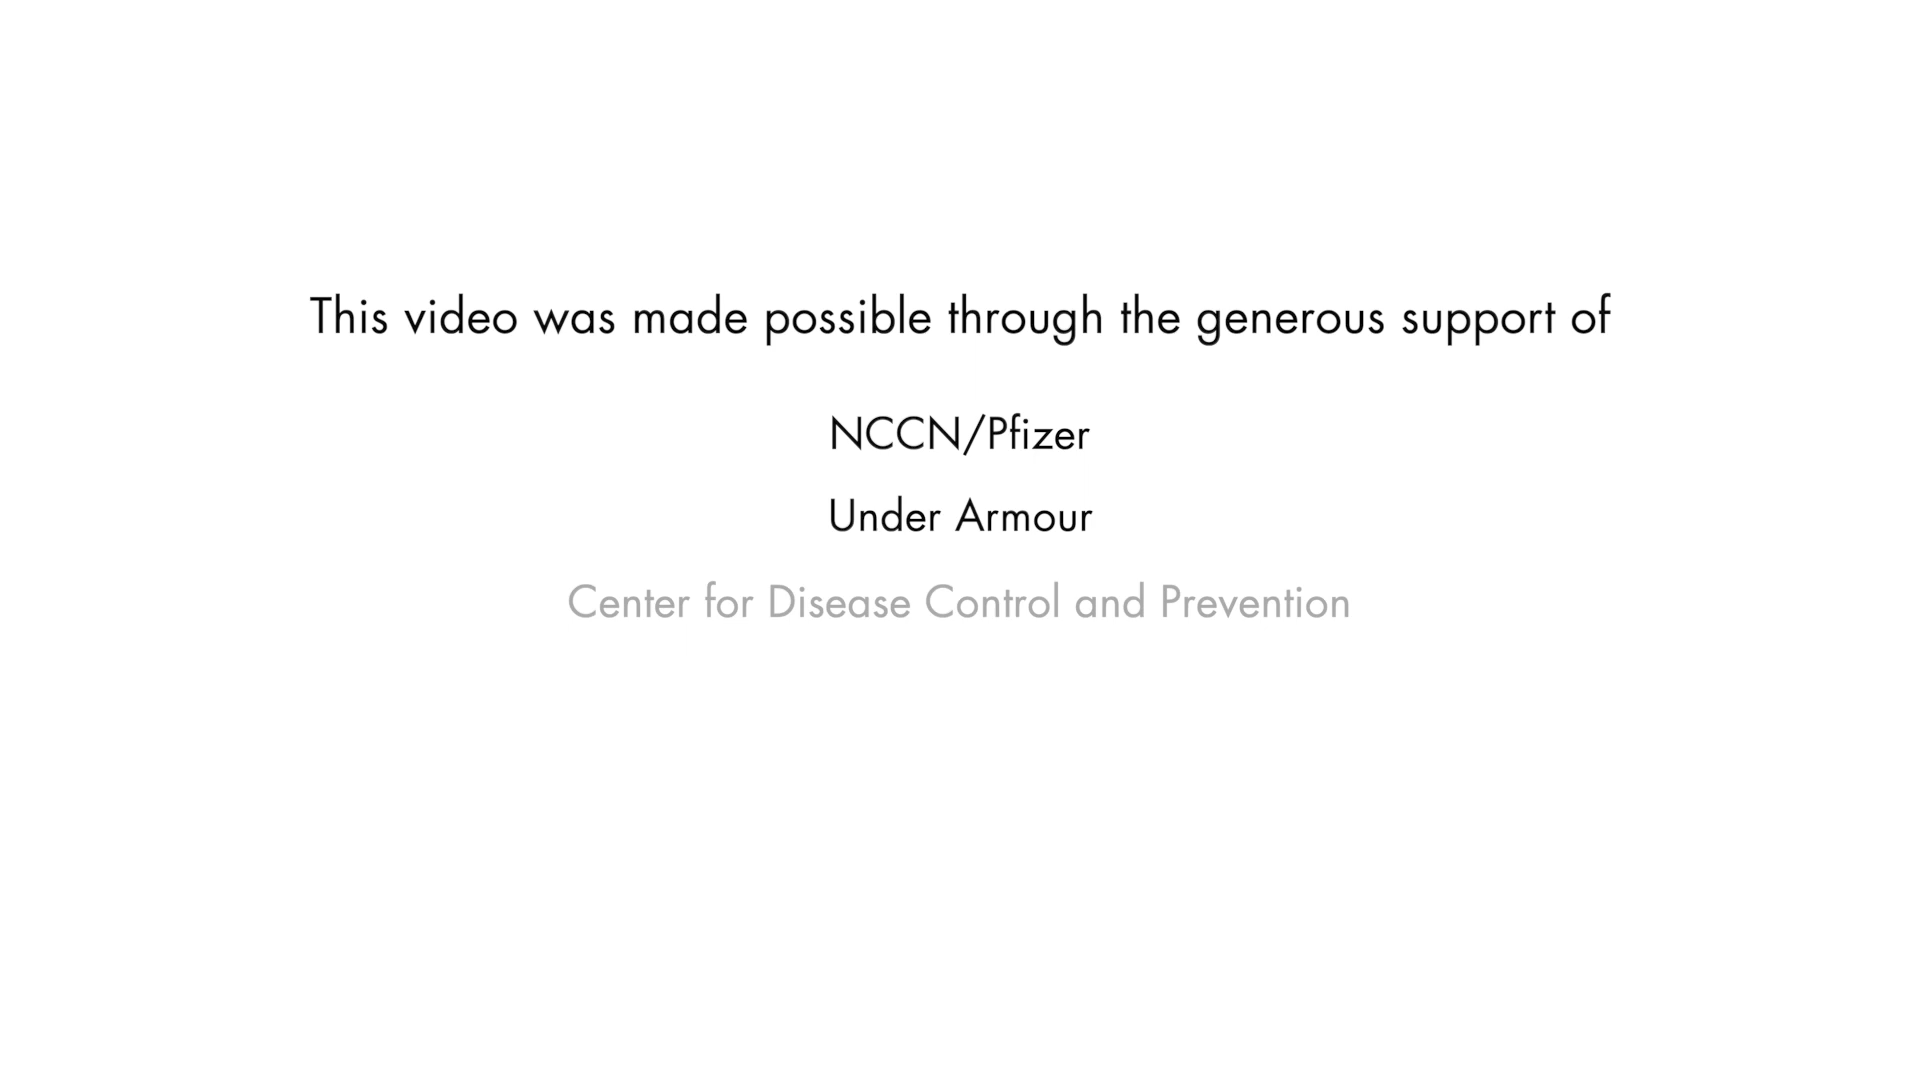 This video was made possible through the generous support of
NCCN/Pfizer
Under Armour
Center for Disease Control and Prevention